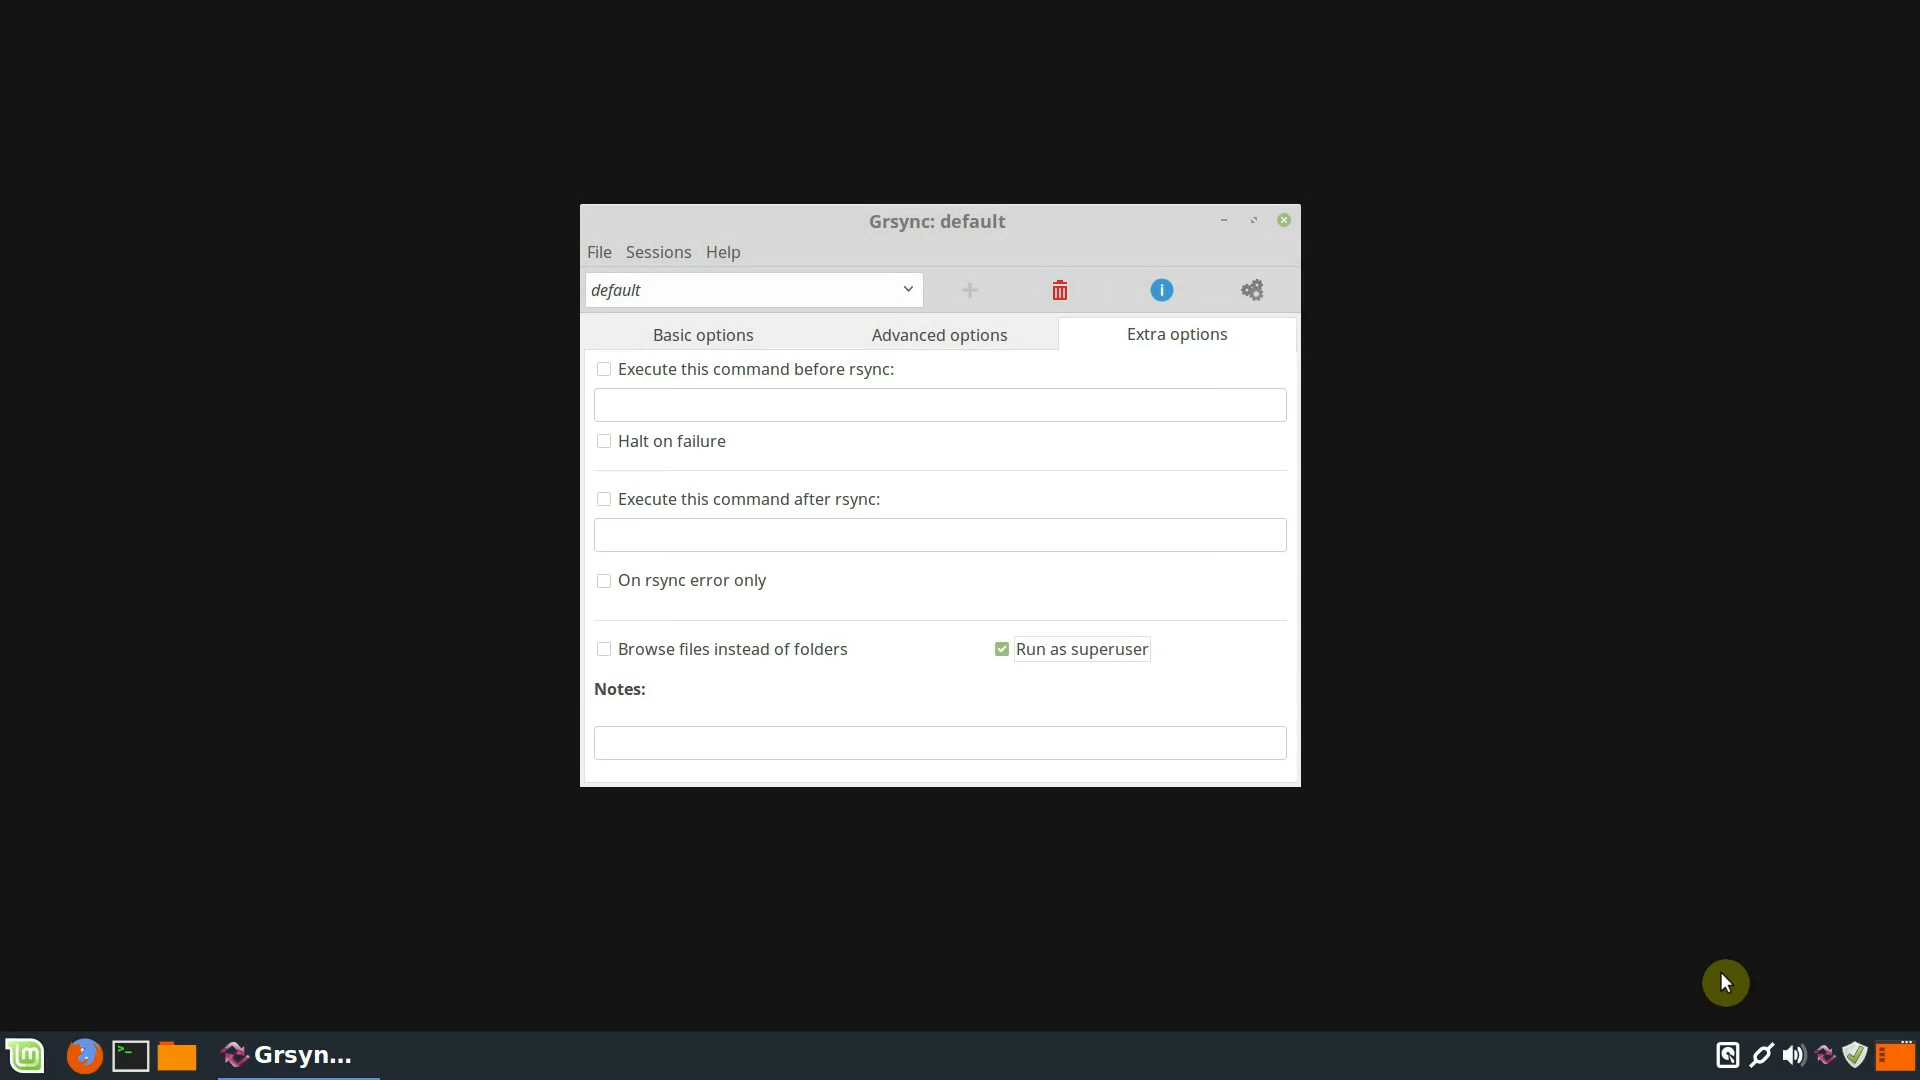 Grsync: default
File Sessions Help
default
Basic options Advanced options Extra options
Execute this command before rsync:
Halt on failure
Execute this command after rsync:
On rsync error only
Browse files instead of folders Run as superuser
Notes:
Grsyn...